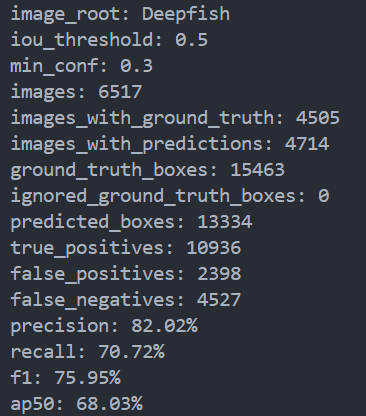 image_root: Deepfish
iou_threshold: 0.5
min_conf: 0.3
images: 6517
images_with_ground_truth: 4505
images_with_predictions: 4714
ground_truth_boxes: 15463
ignored_ground_truth_boxes: 0
predicted_boxes: 13334
true_positives: 10936
false_positives: 2398
false_negatives: 4527
precision: 82.02%
recall: 70.72%
f1: 75.95%
ap50: 68.03%